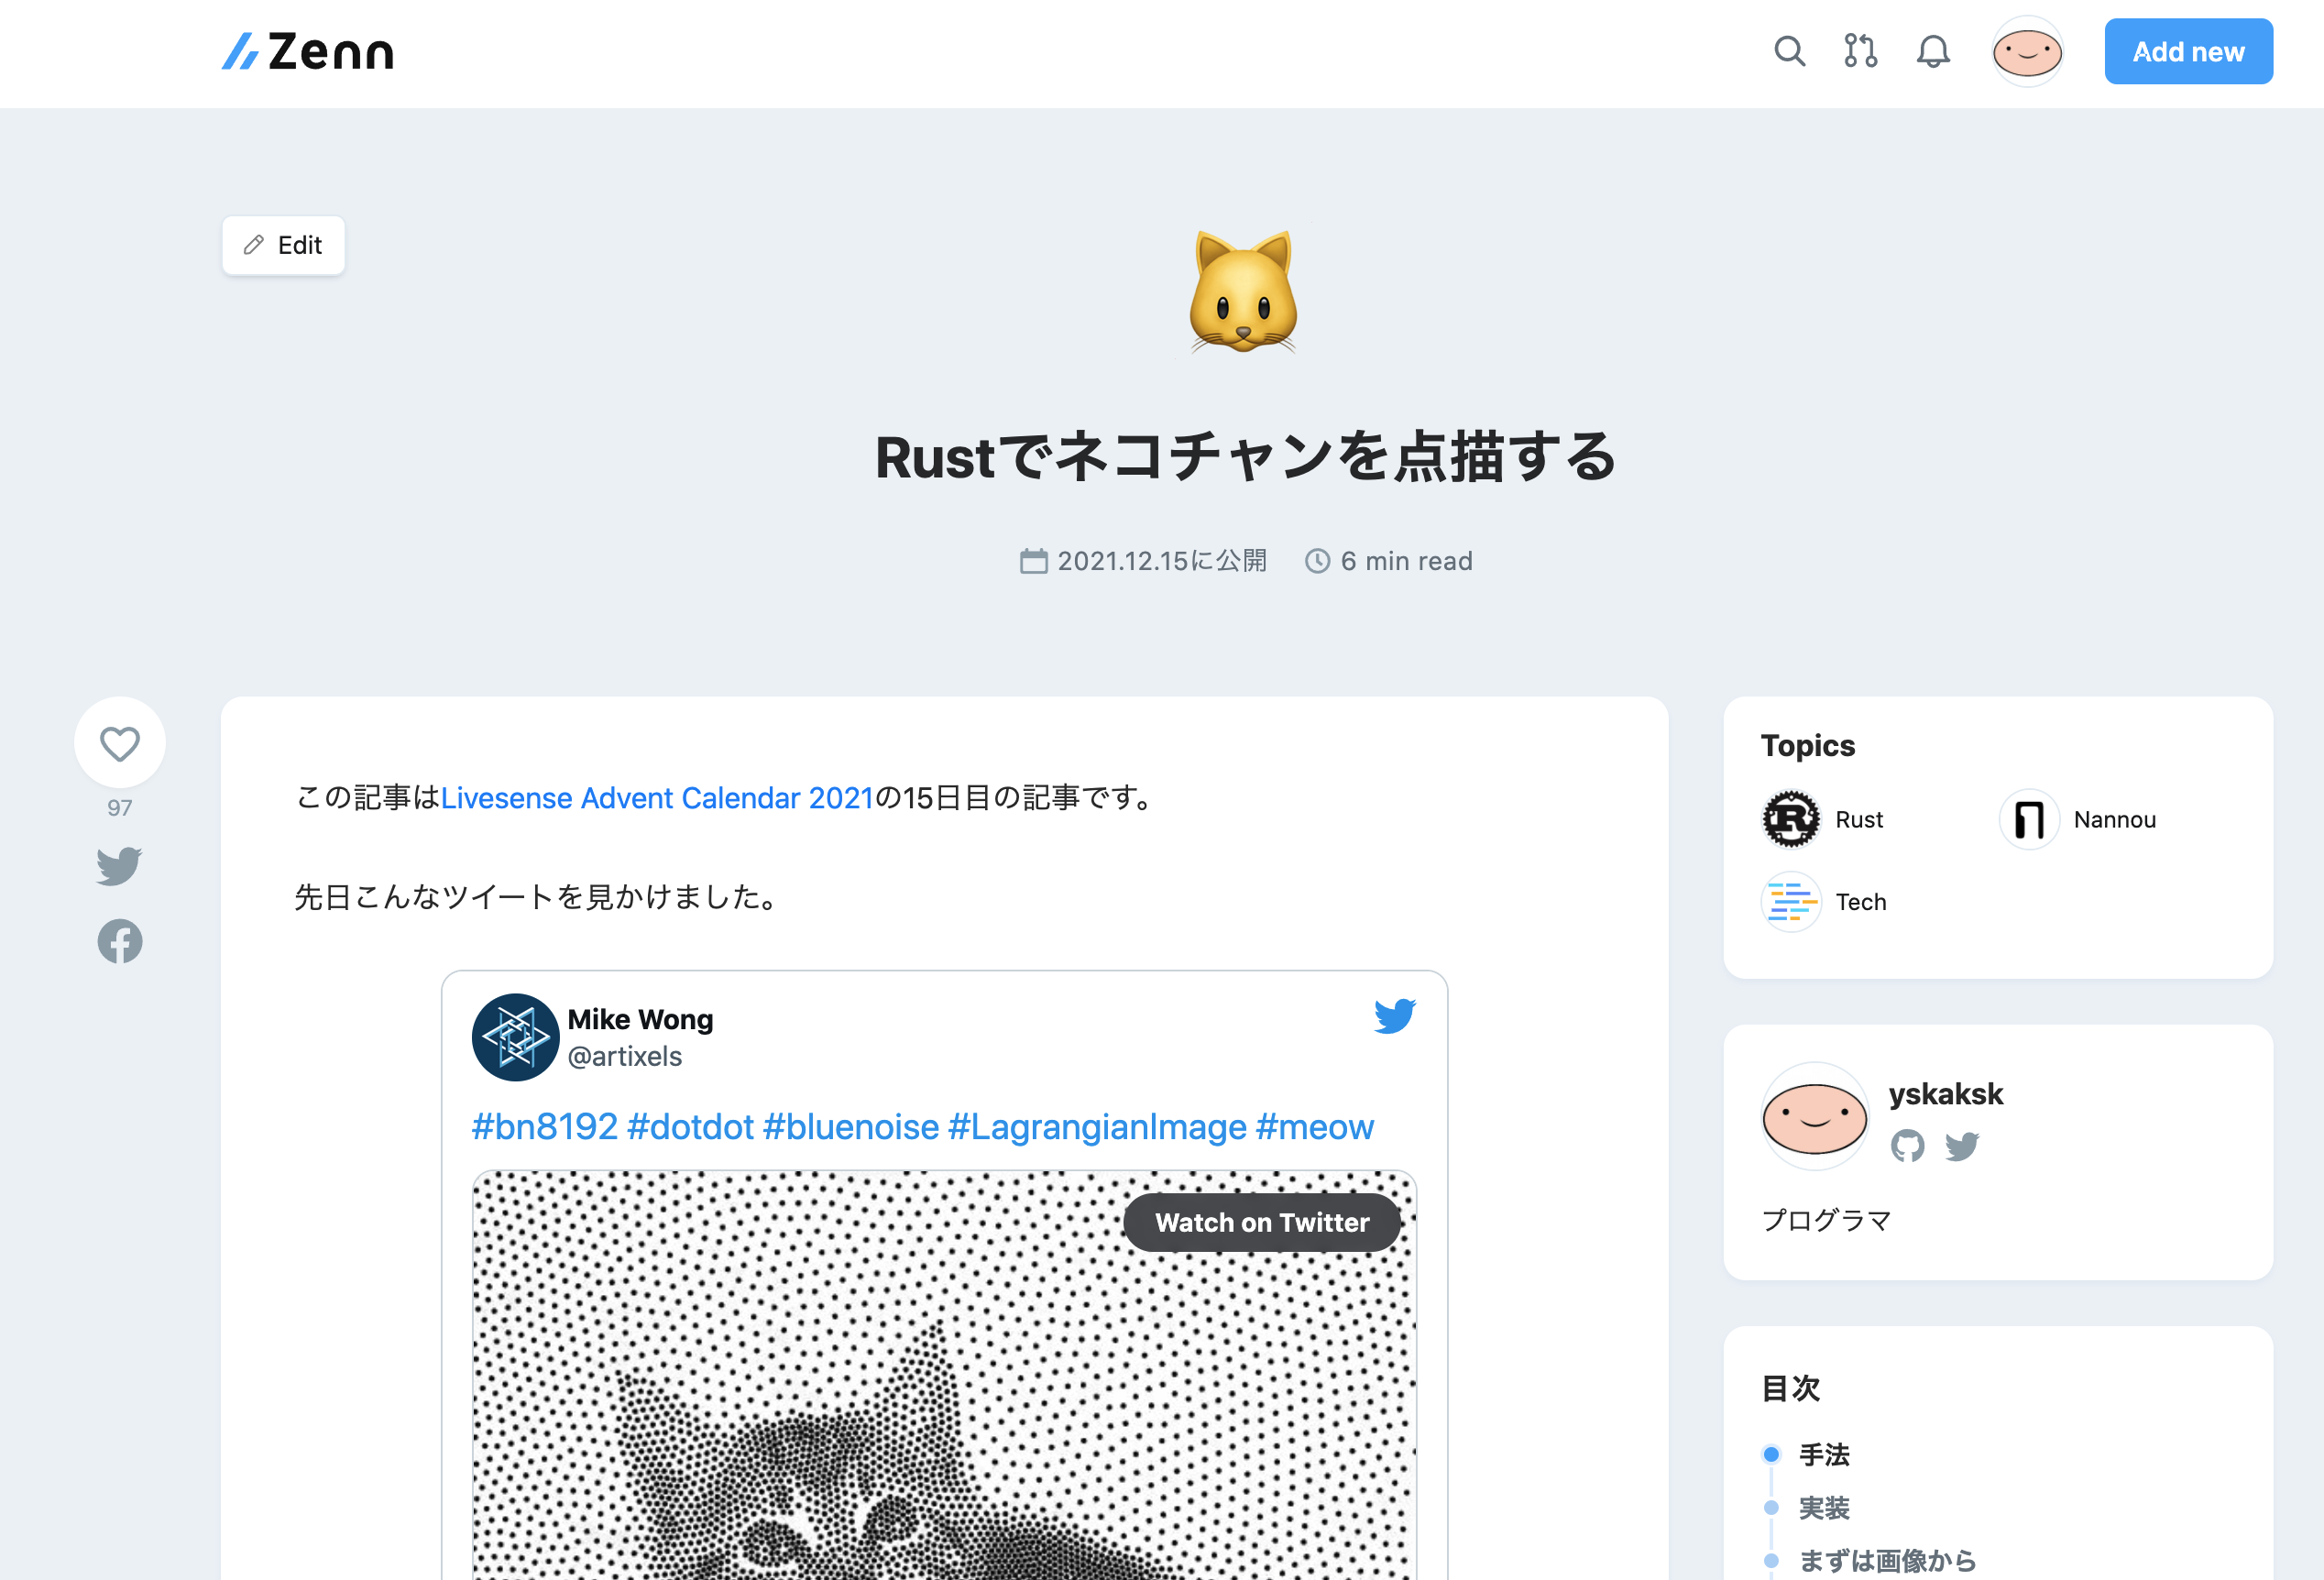 Zenn
Add new
Edit
Rustでネコチャンを点描する
2021.12.15に公開 6 min read
97
この記事はLivesense Advent Calendar 2021の15日目の記事です。
先日こんなツイートを見かけました。
Mike Wong
@artixels
#bn8192 #dotdot #bluenoise #LagrangianImage #meow
Watch on Twitter
Topics
Rust
Nannou
Tech
yskaksk
プログラマ
目次
手法
実装
まずは画像から